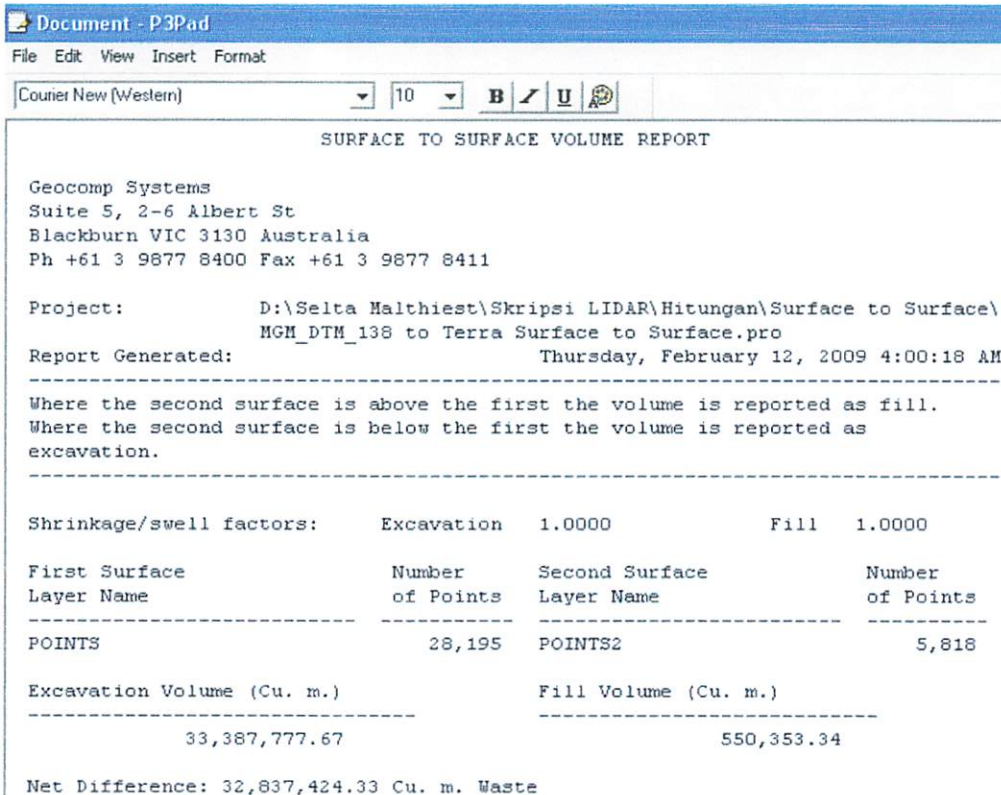 Document - P3Pad
File Edit View Insert Format
Courier New (Western) 10 B I U
SURFACE TO SURFACE VOLUME REPORT
Geocomp Systems
Suite 5, 2-6 Albert St
Blackburn VIC 3130 Australia
Ph +61 3 9877 8400 Fax +61 3 9877 8411
Project: D:\Selta Malthiest\Skripsi LIDAR\Hitungan\Surface to Surface\
MGM_DTM_138 to Terra Surface to Surface.pro
Report Generated: Thursday, February 12, 2009 4:00:18 AM
Where the second surface is above the first the volume is reported as fill.
Where the second surface is below the first the volume is reported as
excavation.
Shrinkage/swell factors: Excavation 1.0000 Fill 1.0000
First Surface Number Second Surface Number
Layer Name of Points Layer Name of Points
POINTS 28,195 POINTS2 5,818
Excavation Volume (Cu. m.) Fill Volume (Cu. m.)
33,387,777.67 550,353.34
Net Difference: 32,837,424.33 Cu. m. Waste